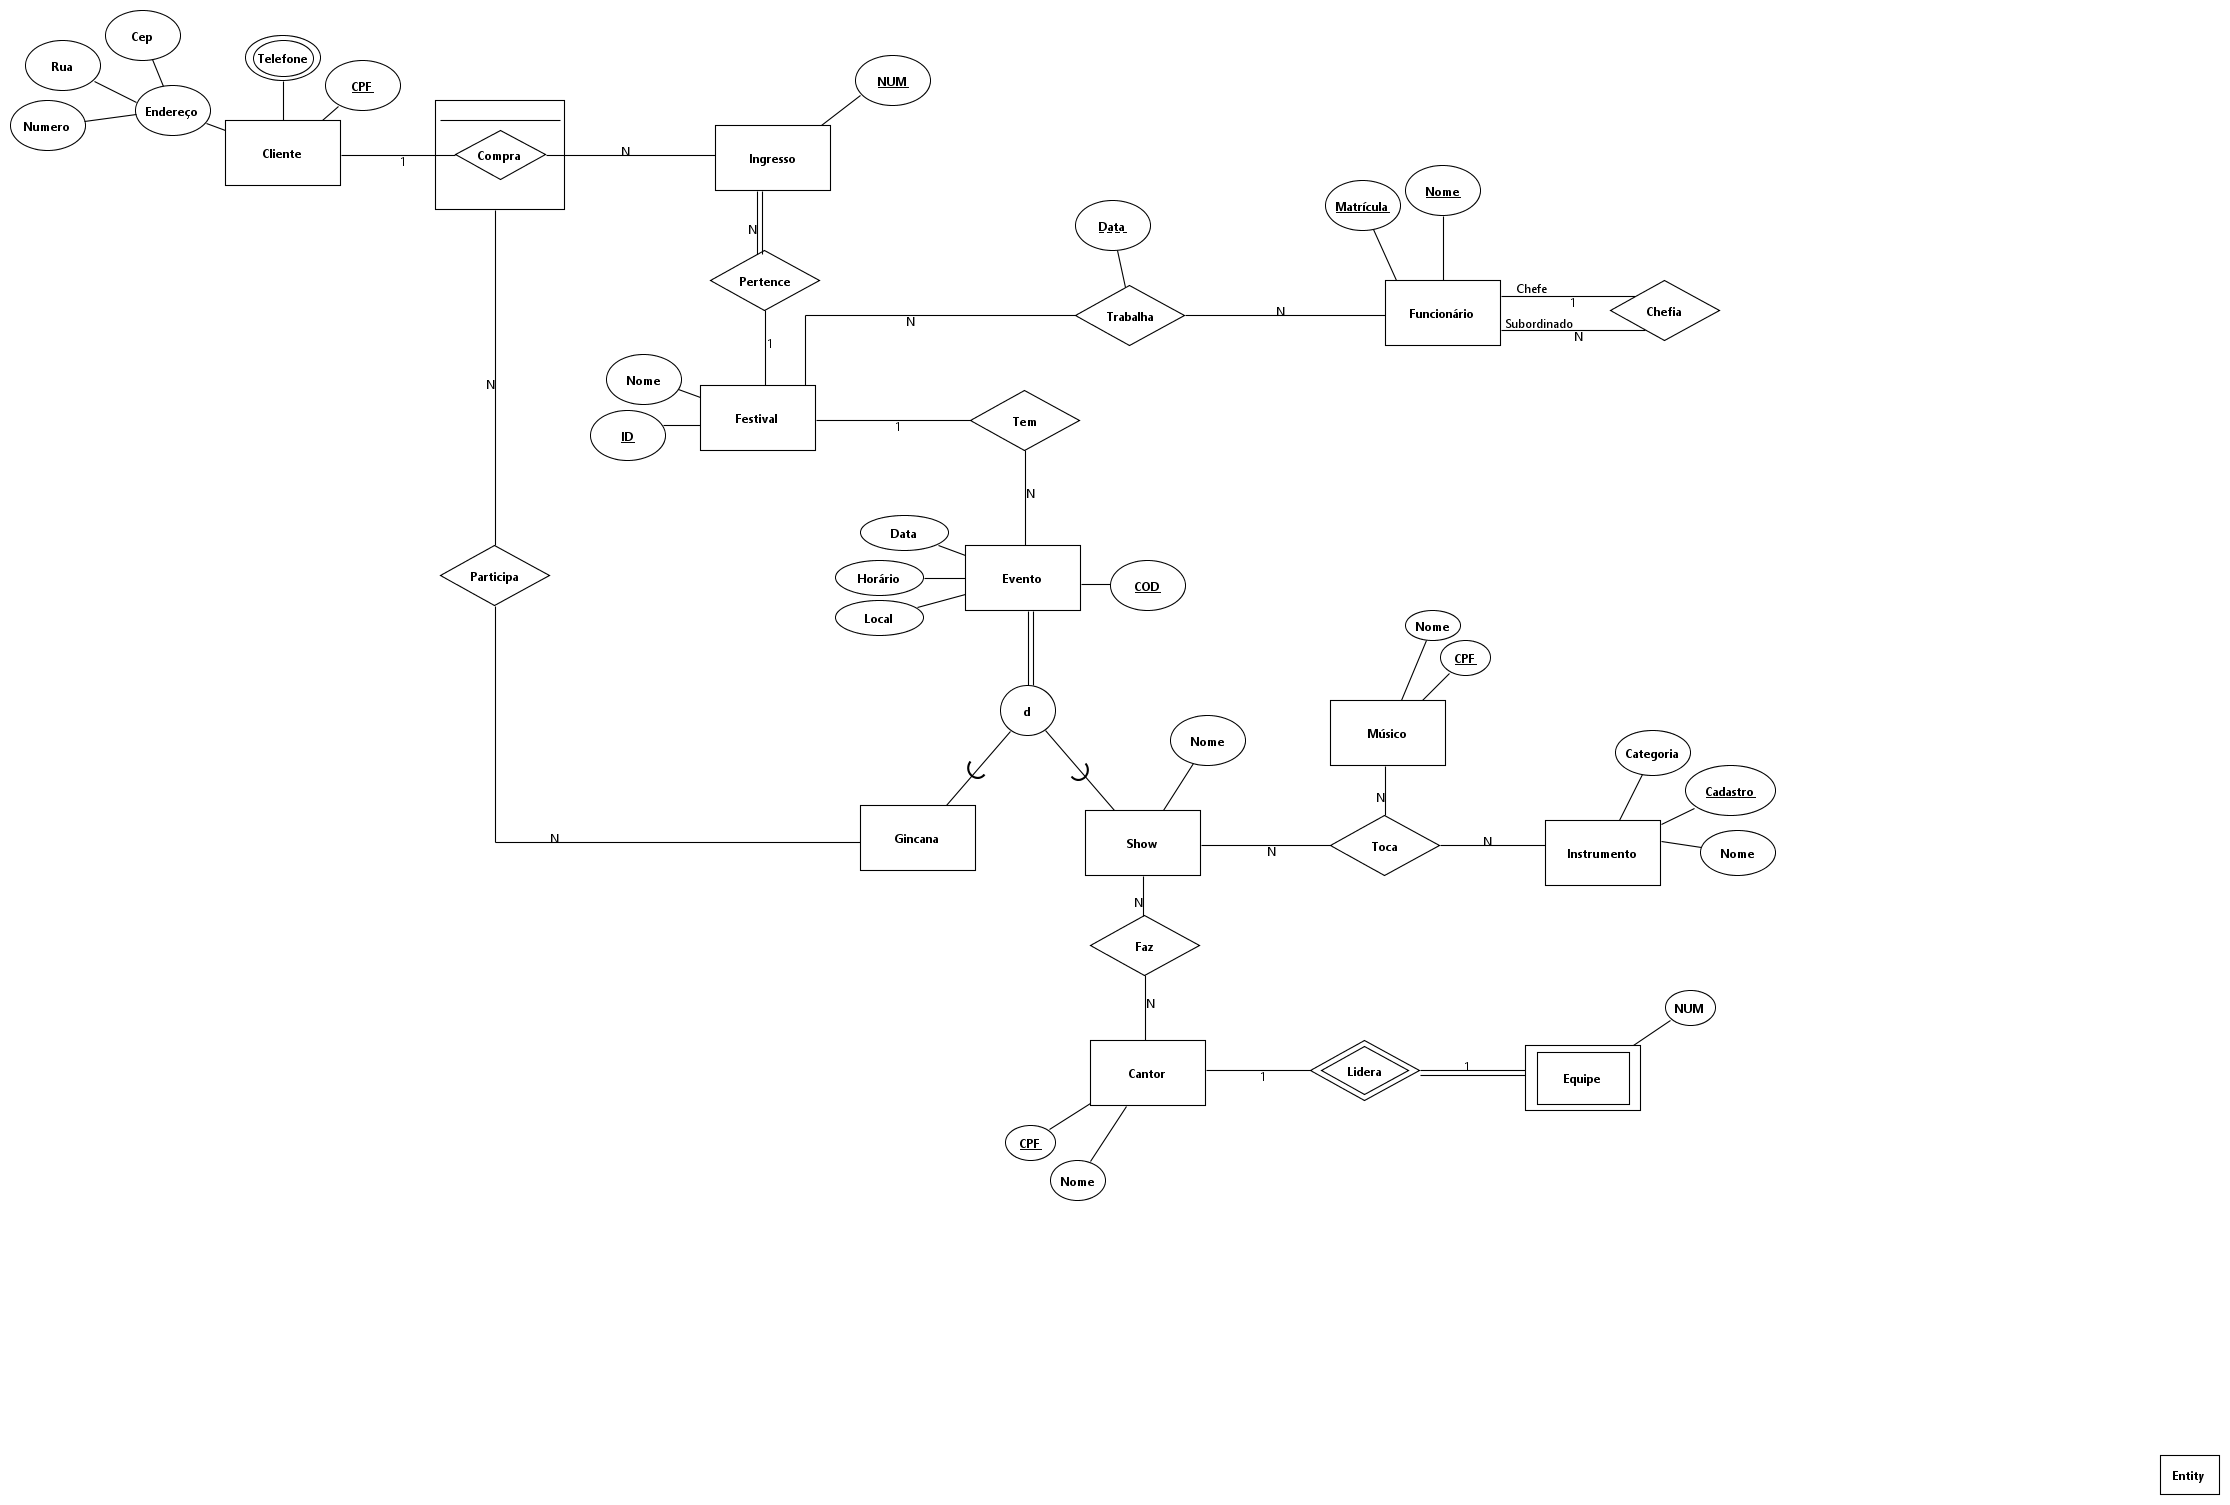 Cep
Rua
Telefone
CPF
NUM
Endereço
Numero
Cliente
1
Compra
N
Ingresso
Matrícula
Nome
Data
N
Pertence
Chefe
1
Funcionário
Chefia
Subordinado
N
N
Trabalha
N
1
Nome
N
Festival
1
Tem
ID
N
Data
Horário
Evento
COD
Local
Participa
Nome
CPF
d
Nome
Músico
Categoria
Cadastro
N
N
Gincana
Show
N
Toca
N
Instrumento
Nome
N
Faz
N
NUM
Cantor
1
Lidera
1
Equipe
CPF
Nome
Entity